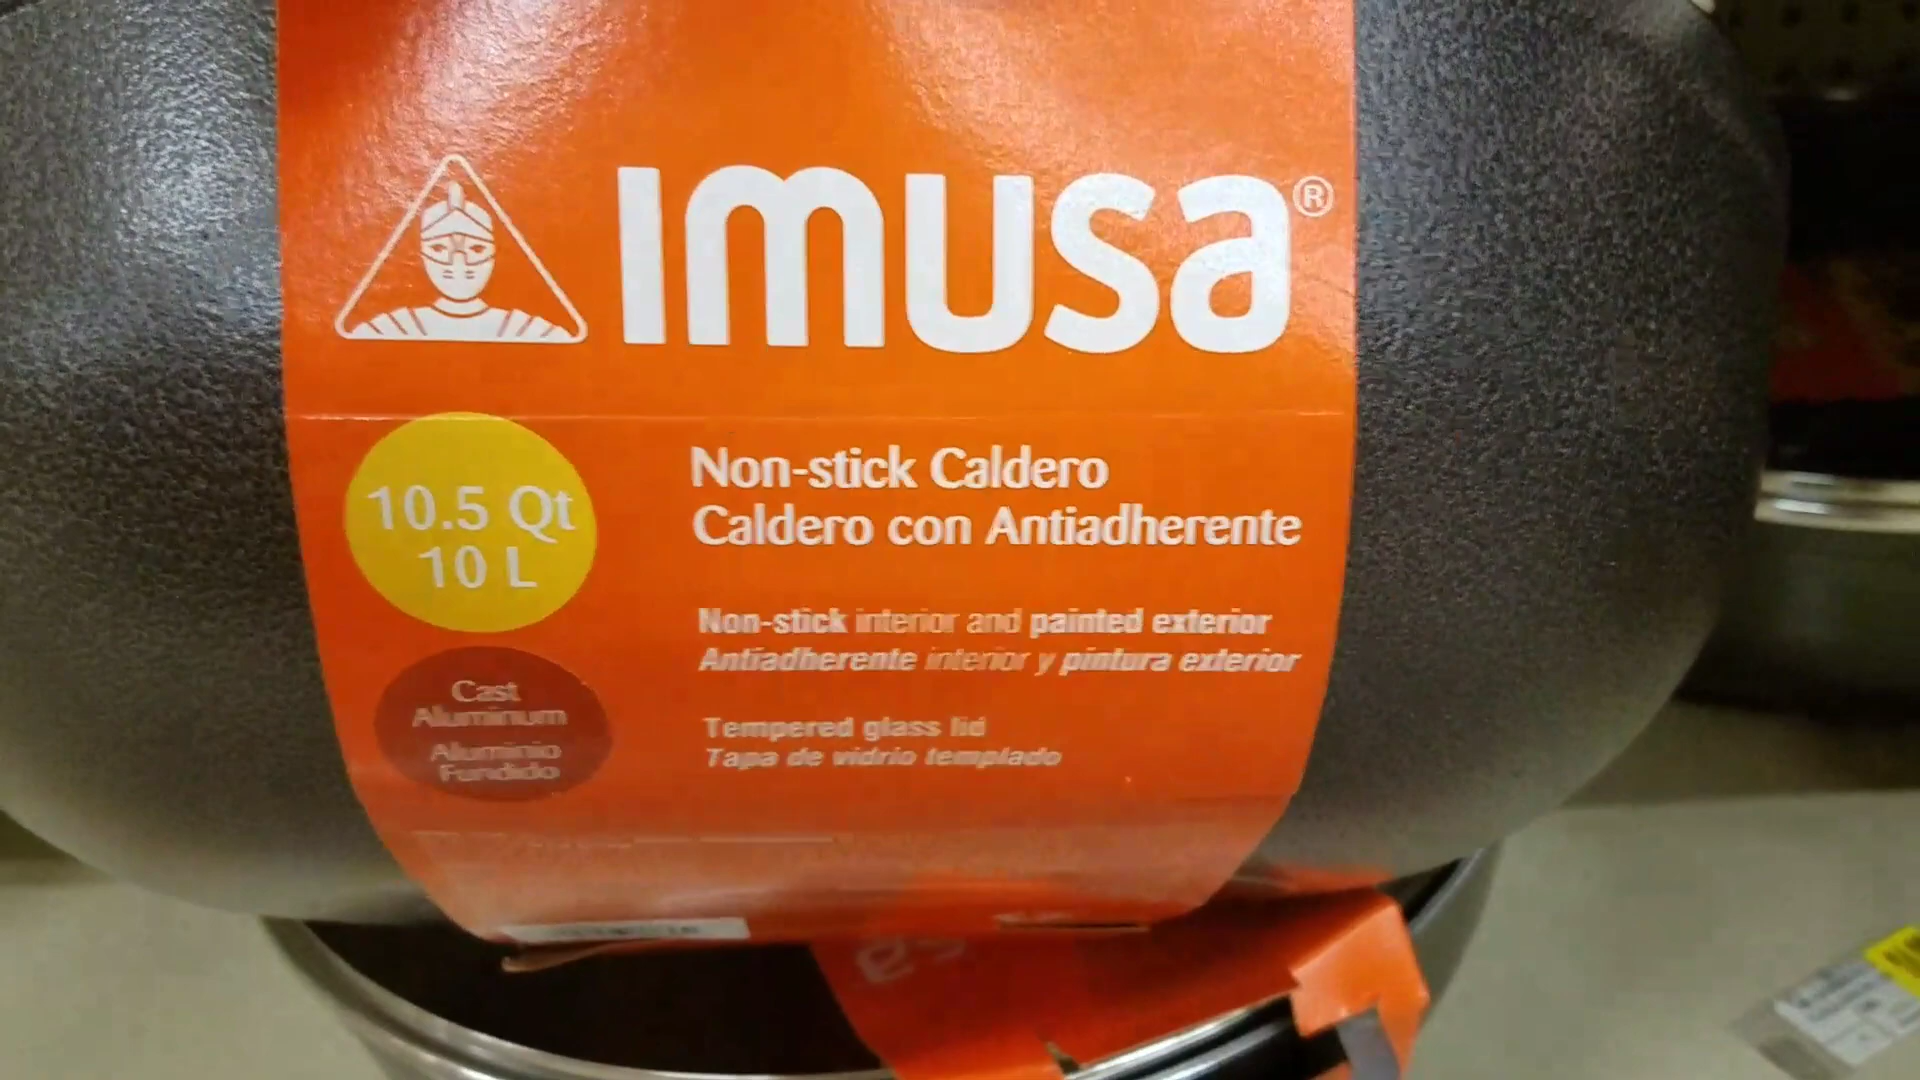 IMUSA®
10.5 Qt
10 L
Non-stick Caldero
Caldero con Antiadherente
Non-stick interior and painted exterior
Antiadherente interior y pintura exterior
Cast
Aluminum
Aluminio
Fundido
Tempered glass lid
Tapa de vidrio templado